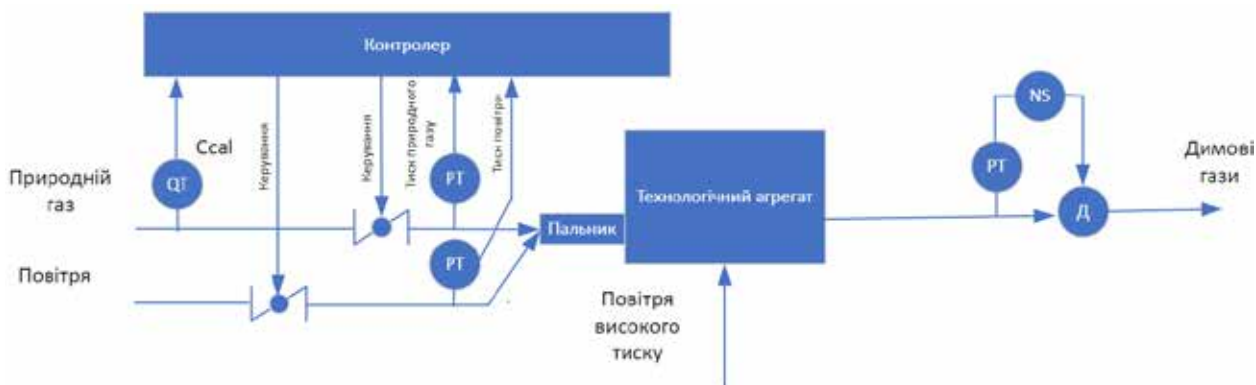 Контролер
Керування
Керування
Тиск природного
газу
Тиск повітря
Ccal
QT
PT
NS
PT
Природній
газ
Технологічний агрегат
Димові
гази
Пальник
Д
PT
Повітря
Повітря
високого
тиску